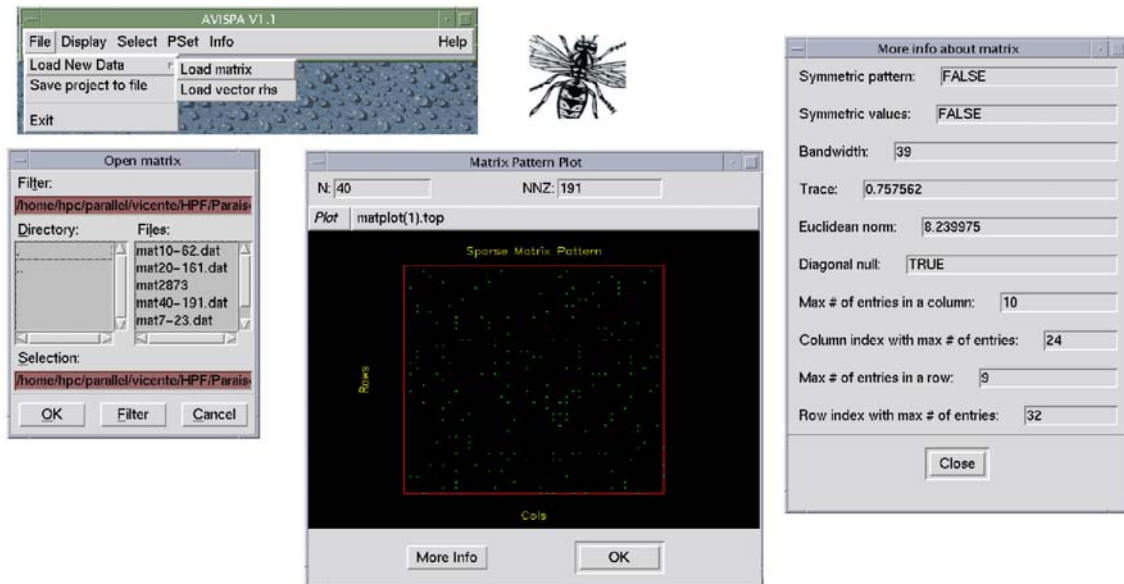 AVISPA V1.1
File Display Select PSet Info Help
Load New Data
Save project to file
Exit
Load matrix
Load vector rhs
Open matrix
Filter:
/home/hpc/parallel/vicente/HPF/Parais
Directory:
Files:
.
..
mat10-62.dat
mat20-161.dat
mat2873
mat40-191.dat
mat7-23.dat
Selection:
/home/hpc/parallel/vicente/HPF/Parais
OK Filter Cancel
Matrix Pattern Plot
N: 40 NNZ: 191
Plot matplot(1).top
Sparse Matrix Pattern
Rows
Cols
More Info OK
More info about matrix
Symmetric pattern: FALSE
Symmetric values: FALSE
Bandwidth: 39
Trace: 0.757562
Euclidean norm: 8.239975
Diagonal null: TRUE
Max # of entries in a column: 10
Column index with max # of entries: 24
Max # of entries in a row: 9
Row index with max # of entries: 32
Close